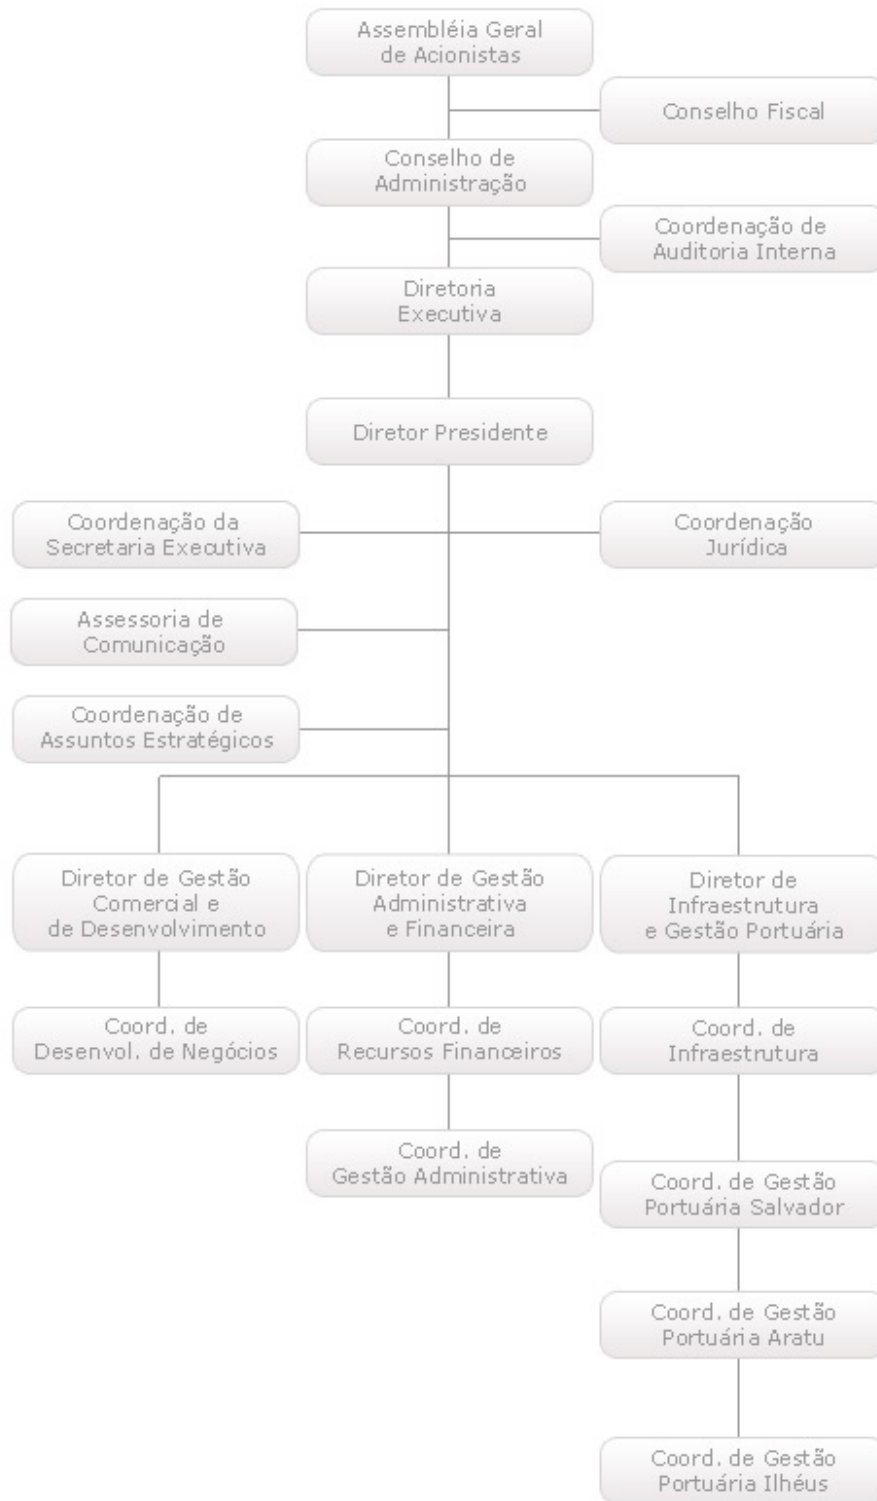 Assembléia Geral
de Acionistas
Conselho Fiscal
Conselho de
Administração
Coordenação de
Auditoria Interna
Diretoria
Executiva
Diretor Presidente
Coordenação da
Secretaria Executiva
Coordenação
Jurídica
Assessoria de
Comunicação
Coordenação de
Assuntos Estratégicos
Diretor de Gestão
Comercial e
de Desenvolvimento
Diretor de Gestão
Administrativa
e Financeira
Diretor de
Infraestrutura
e Gestão Portuária
Coord. de
Desenvol. de Negócios
Coord. de
Recursos Financeiros
Coord. de
Infraestrutura
Coord. de
Gestão Administrativa
Coord. de Gestão
Portuária Salvador
Coord. de Gestão
Portuária Aratu
Coord. de Gestão
Portuária Ilhéus